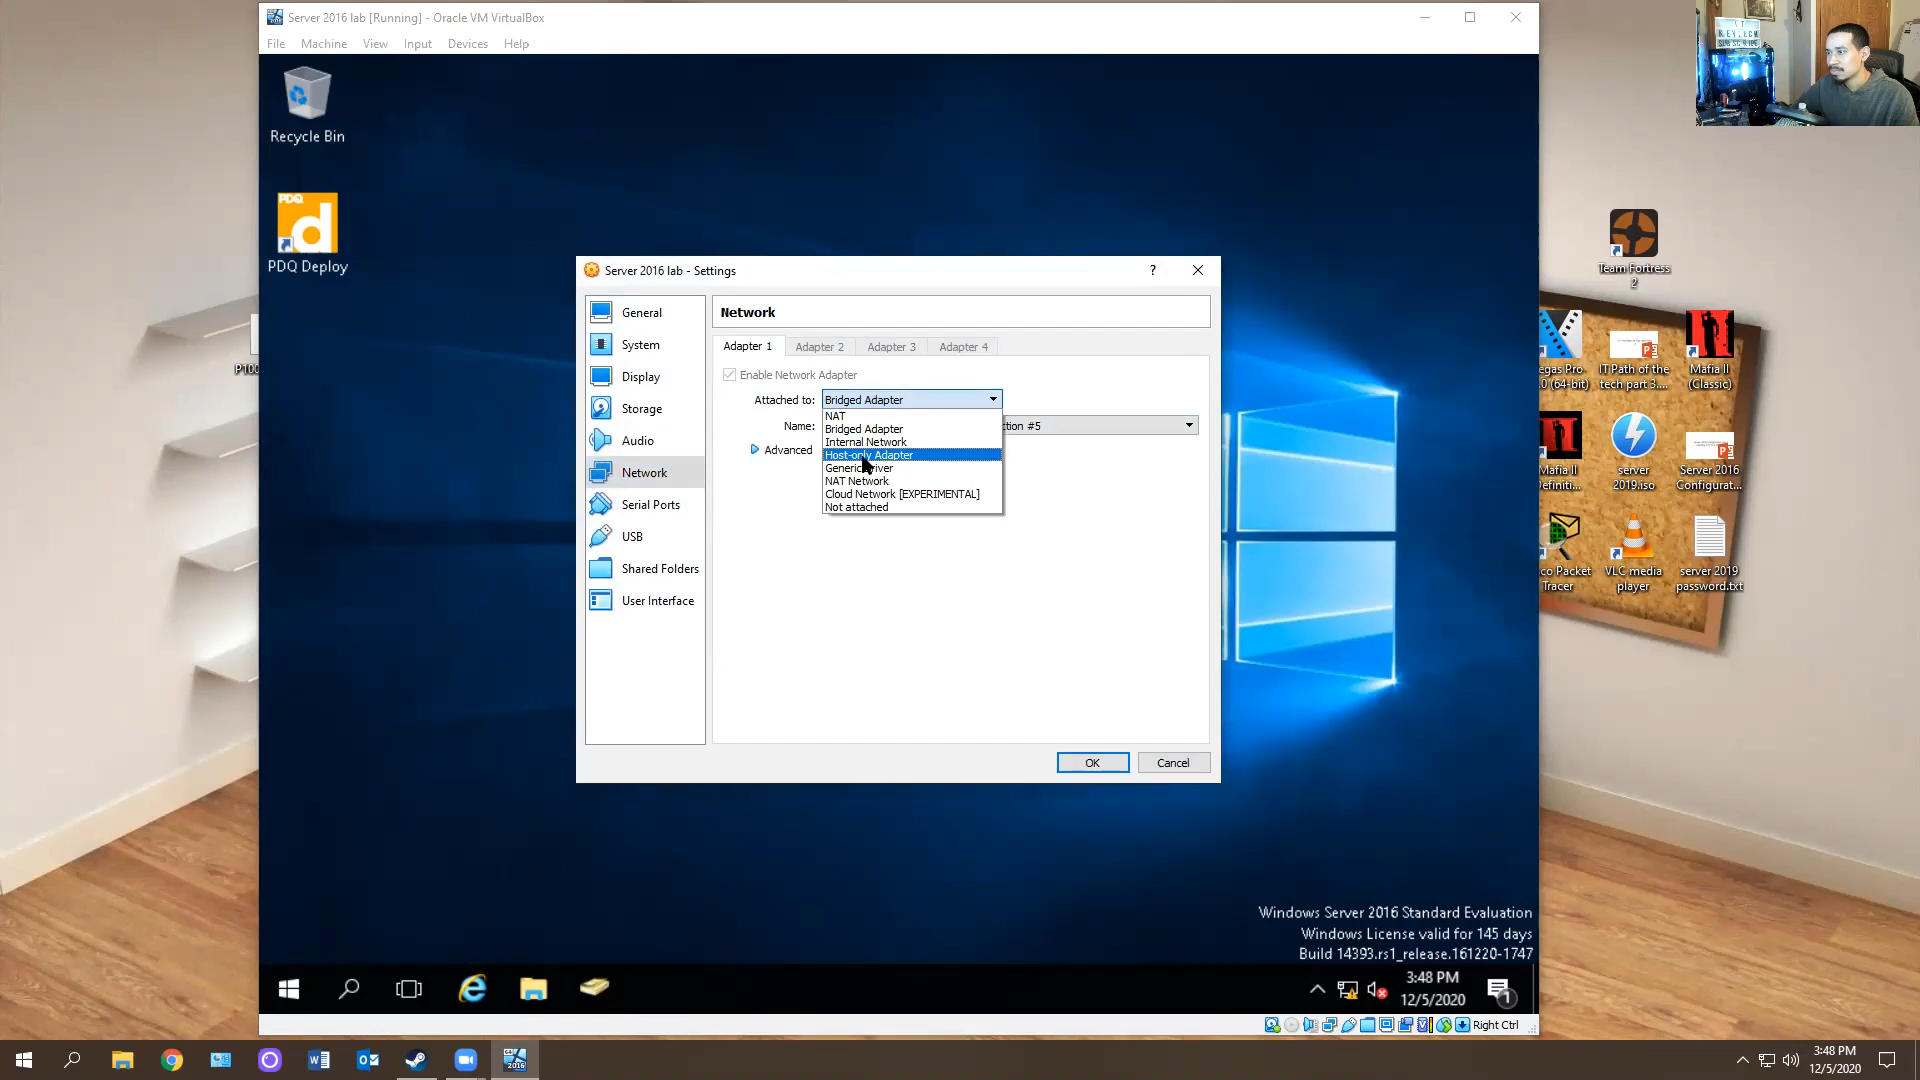 Server 2016 lab [Running] - Oracle VM VirtualBox
File Machine View Input Devices Help
Recycle Bin
PDQ
PDQ Deploy
Server 2016 lab - Settings
?
General
System
Display
Storage
Audio
Network
Serial Ports
USB
Shared Folders
User Interface
Network
Adapter 1 Adapter 2 Adapter 3 Adapter 4
Enable Network Adapter
Attached to: Bridged Adapter
NAT
Bridged Adapter
Name: ction #5
Internal Network
Advanced
Host-only Adapter
Generic Driver
NAT Network
Cloud Network [EXPERIMENTAL]
Not attached
OK Cancel
Team Fortress
2
egas Pro
.0 (64-bit)
IT Path of the
tech part 3....
Mafia II
(Classic)
Mafia II
Definiti...
server
2019.iso
Server 2016
Configurat...
co Packet
Tracer
VLC media
player
server 2019
password.txt
P100
Windows Server 2016 Standard Evaluation
Windows License valid for 145 days
Build 14393.rs1_release.161220-1747
3:48 PM
12/5/2020
1
Right Ctrl
2016
3:48 PM
12/5/2020